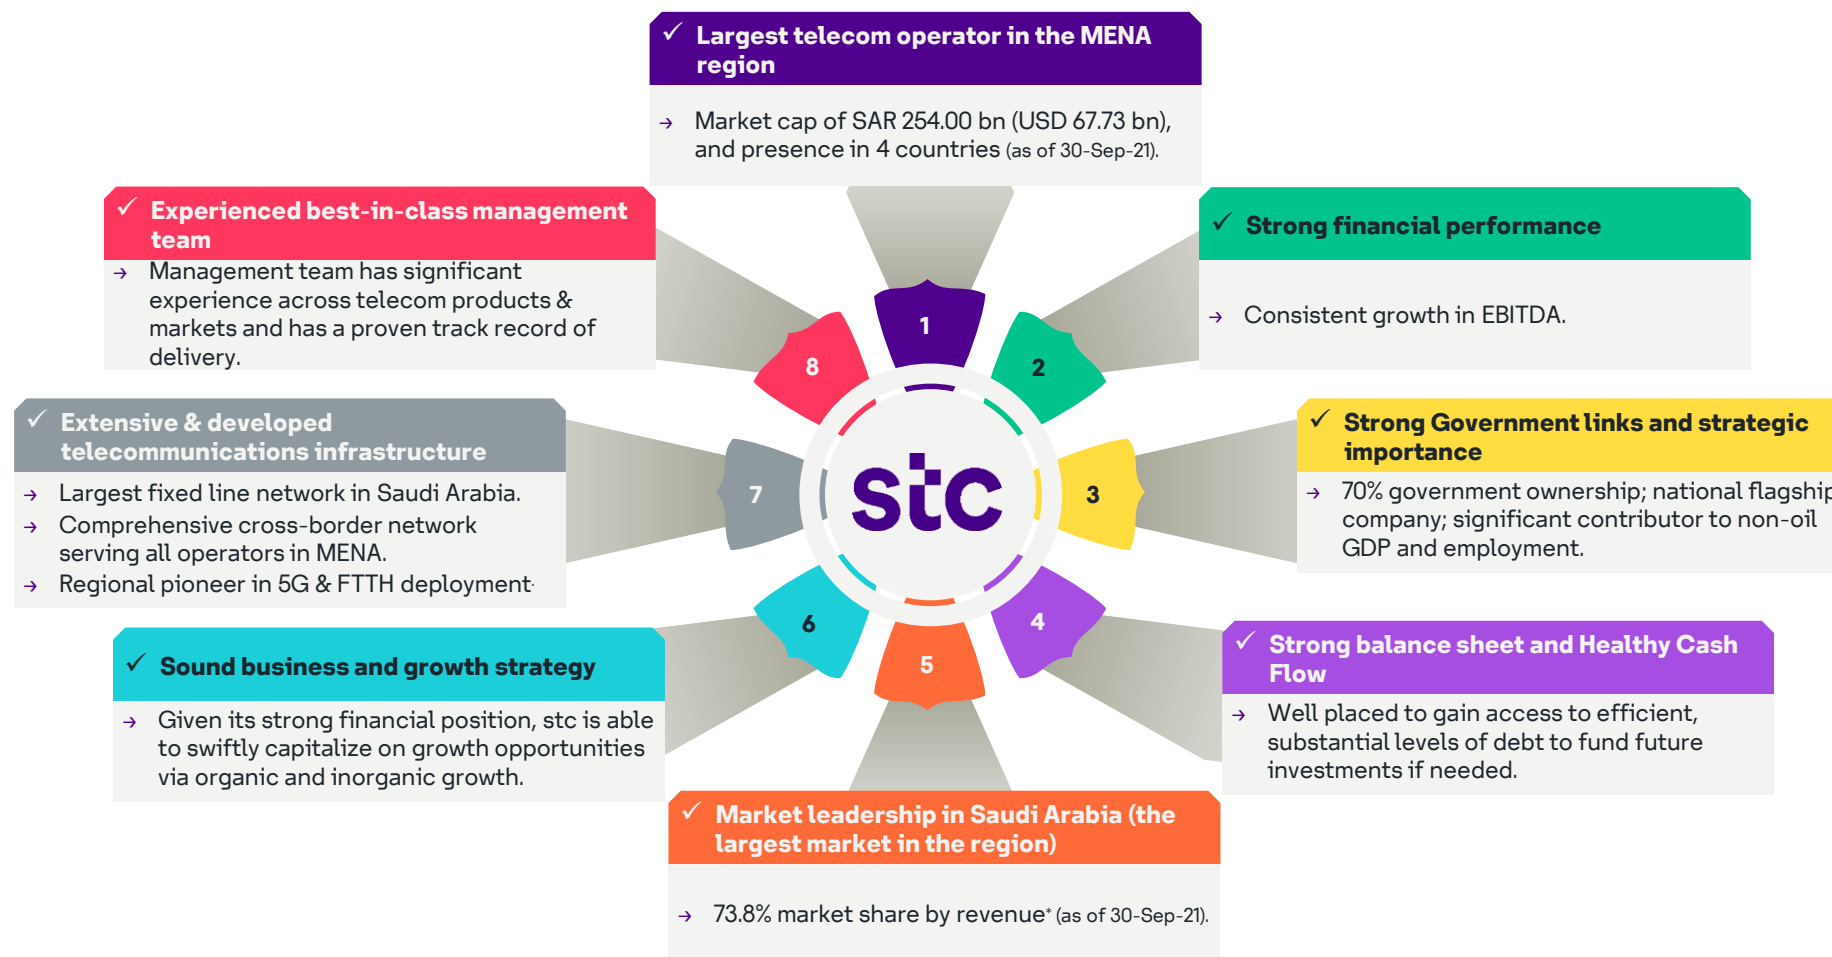 ✓ Largest telecom operator in the MENA
region
→ Market cap of SAR 254.00 bn (USD 67.73 bn),
and presence in 4 countries (as of 30-Sep-21).
✓ Experienced best-in-class management
team
→ Management team has significant
experience across telecom products &
markets and has a proven track record of
delivery.
✓ Strong financial performance
→ Consistent growth in EBITDA.
1
8
2
✓ Extensive & developed
telecommunications infrastructure
→ Largest fixed line network in Saudi Arabia.
→ Comprehensive cross-border network
serving all operators in MENA.
→ Regional pioneer in 5G & FTTH deployment.
7
stc
3
✓ Strong Government links and strategic
importance
→ 70% government ownership; national flagship
company; significant contributor to non-oil
GDP and employment.
6
5
4
✓ Sound business and growth strategy
→ Given its strong financial position, stc is able
to swiftly capitalize on growth opportunities
via organic and inorganic growth.
✓ Strong balance sheet and Healthy Cash
Flow
→ Well placed to gain access to efficient,
substantial levels of debt to fund future
investments if needed.
✓ Market leadership in Saudi Arabia (the
largest market in the region)
→ 73.8% market share by revenue* (as of 30-Sep-21).